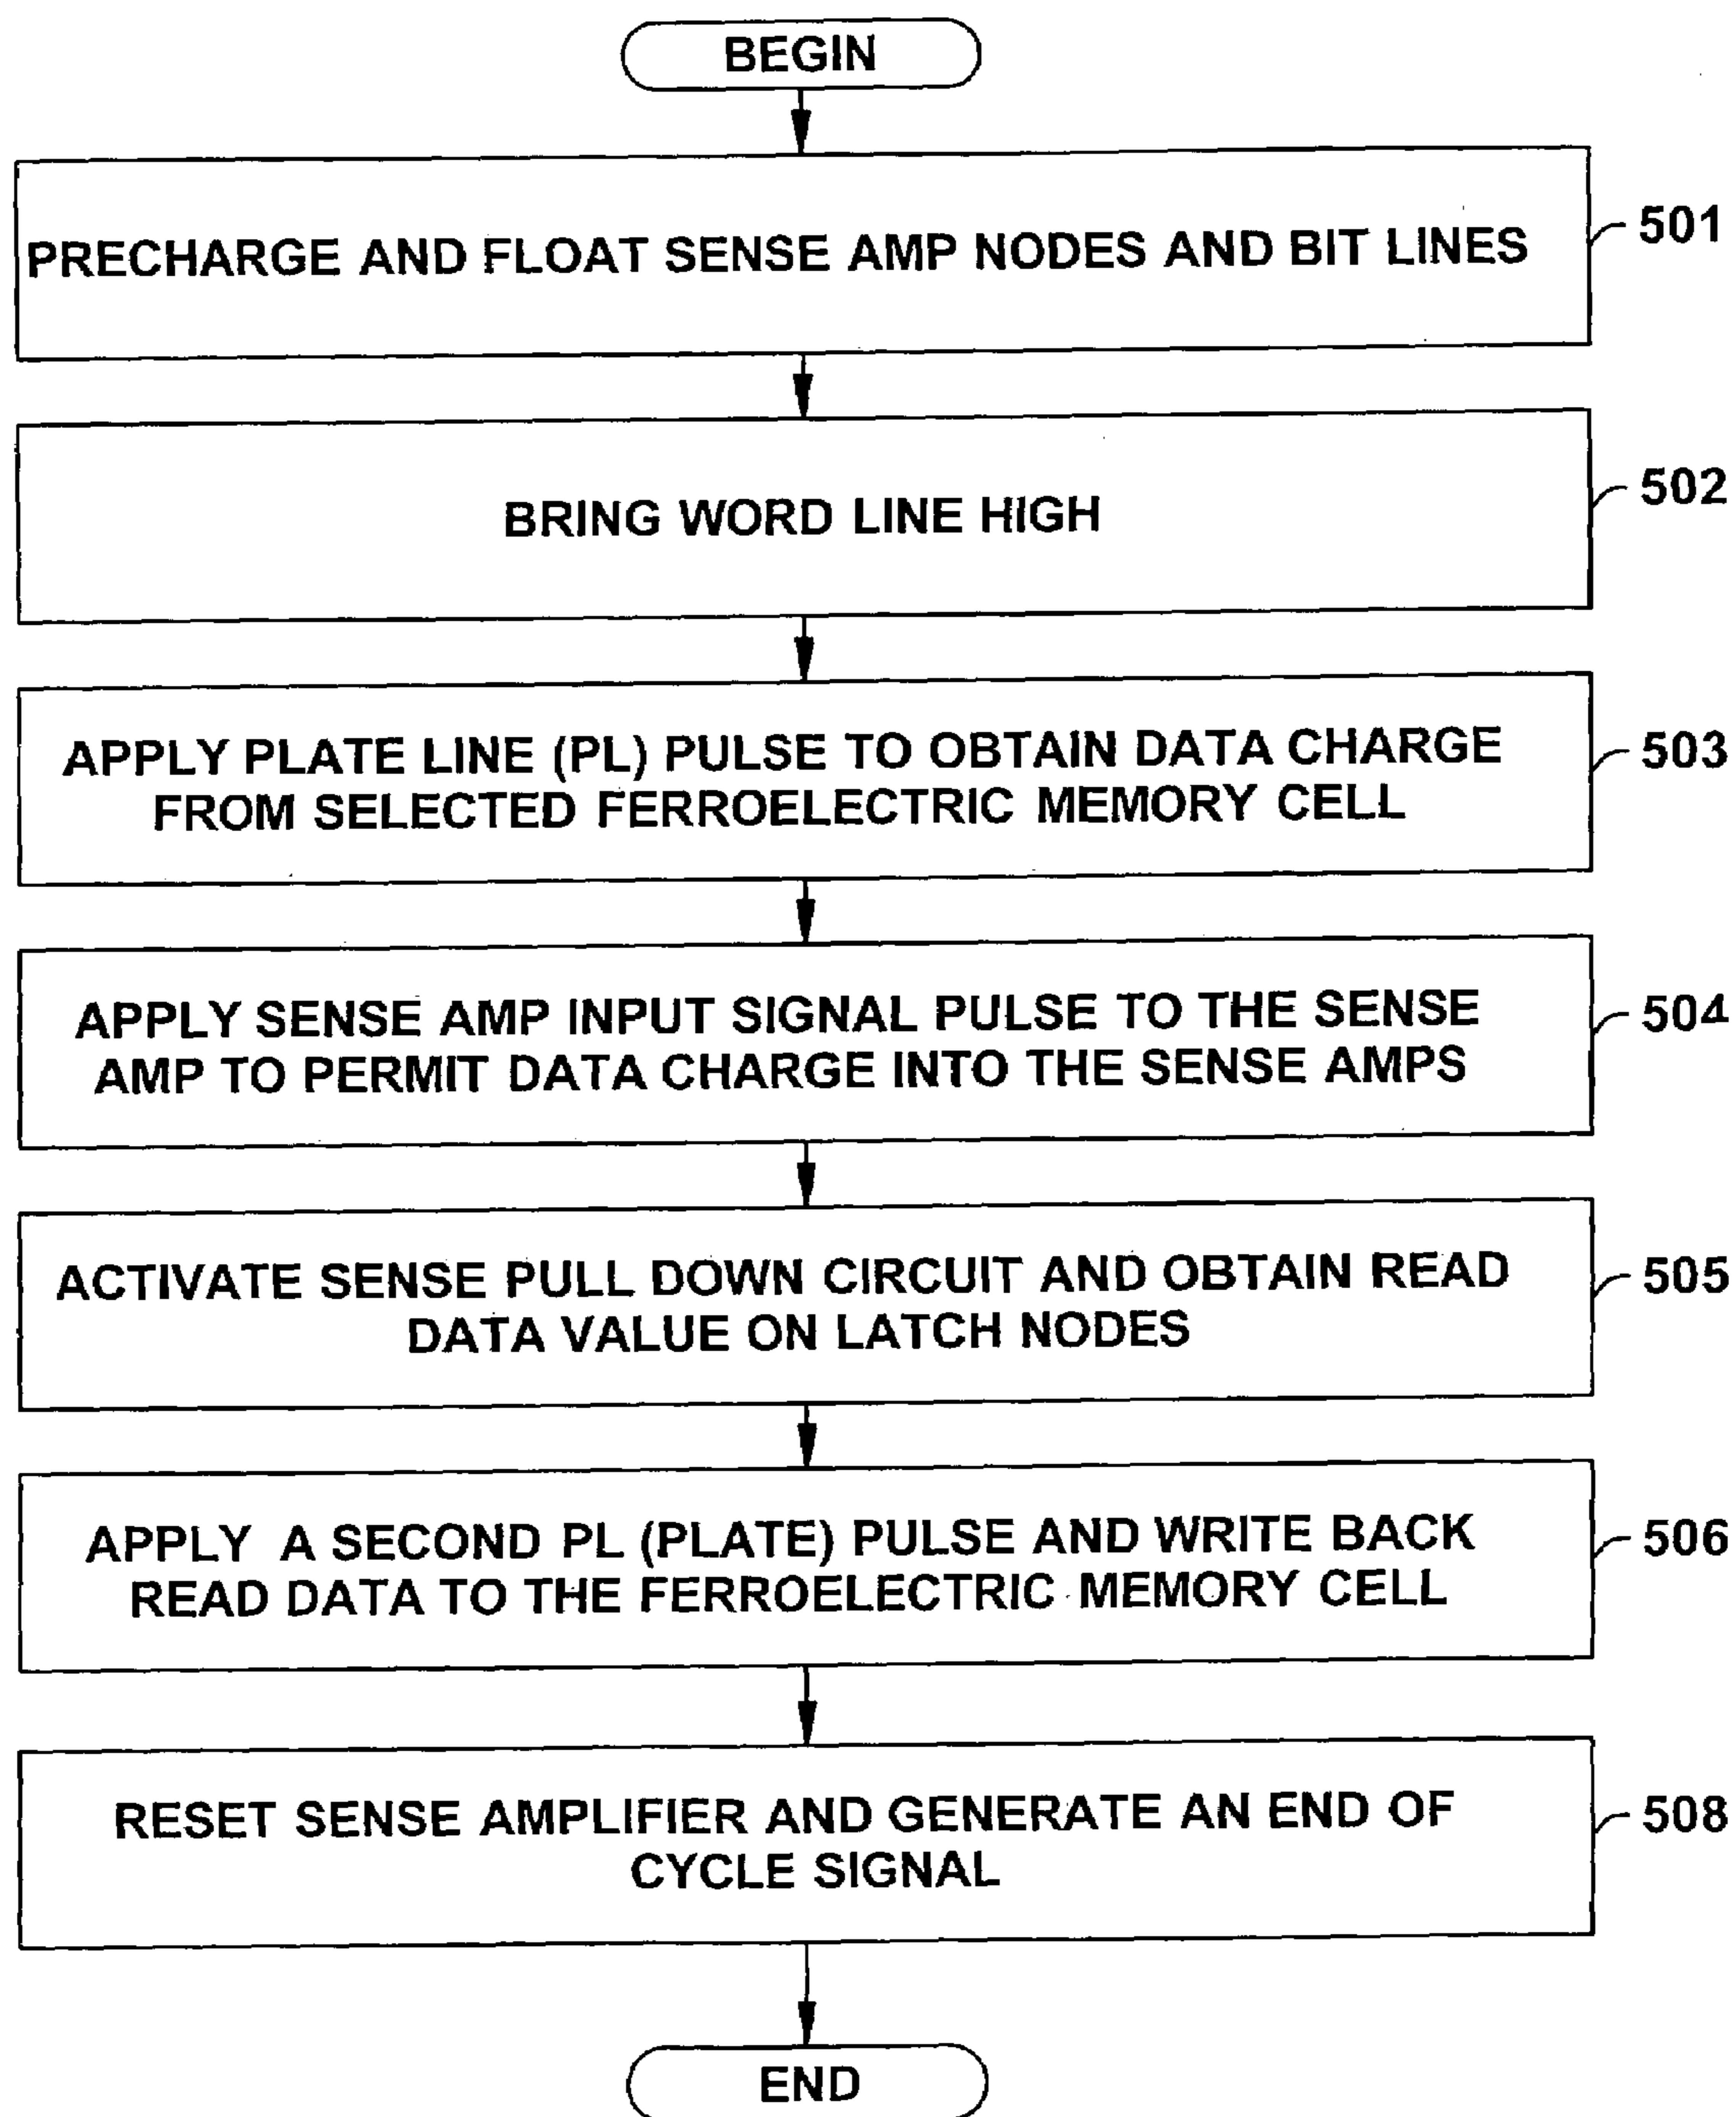 BEGIN
PRECHARGE AND FLOAT SENSE AMP NODES AND BIT LINES
501
BRING WORD LINE HIGH
502
APPLY PLATE LINE (PL) PULSE TO OBTAIN DATA CHARGE
FROM SELECTED FERROELECTRIC MEMORY CELL
503
APPLY SENSE AMP INPUT SIGNAL PULSE TO THE SENSE
AMP TO PERMIT DATA CHARGE INTO THE SENSE AMPS
504
ACTIVATE SENSE PULL DOWN CIRCUIT AND OBTAIN READ
DATA VALUE ON LATCH NODES
505
APPLY A SECOND PL (PLATE) PULSE AND WRITE BACK
READ DATA TO THE FERROELECTRIC MEMORY CELL
506
RESET SENSE AMPLIFIER AND GENERATE AN END OF
CYCLE SIGNAL
508
END